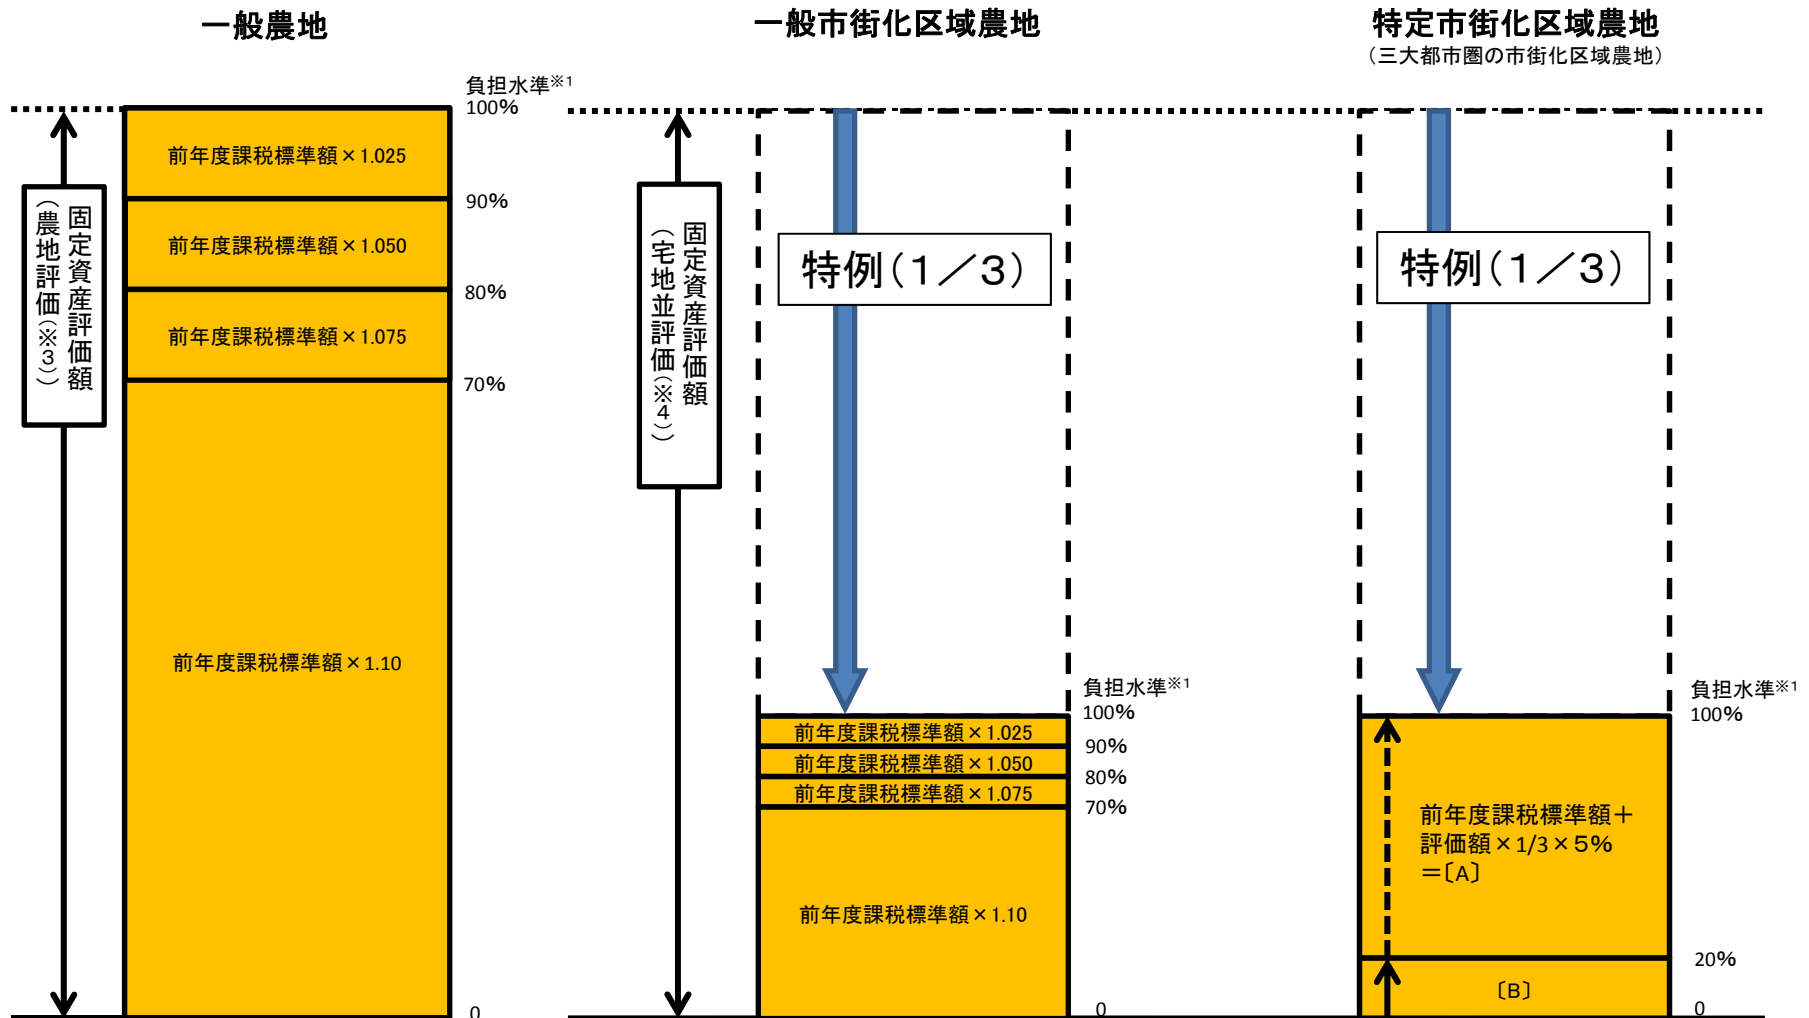 一般農地
負担水準※1
100%
前年度課税標準額×1.025
90%
前年度課税標準額×1.050
80%
前年度課税標準額×1.075
70%
前年度課税標準額×1.10
0
固定資産評価額
（農地評価（※3））
一般市街化区域農地
固定資産評価額
（宅地並評価（※4））
特例（1／3）
負担水準※1
100%
前年度課税標準額×1.025
90%
前年度課税標準額×1.050
80%
前年度課税標準額×1.075
70%
前年度課税標準額×1.10
0
特定市街化区域農地
（三大都市圏の市街化区域農地）
特例（1／3）
負担水準※1
100%
前年度課税標準額＋
評価額×1/3×5%
＝〔A〕
20%
〔B〕
0